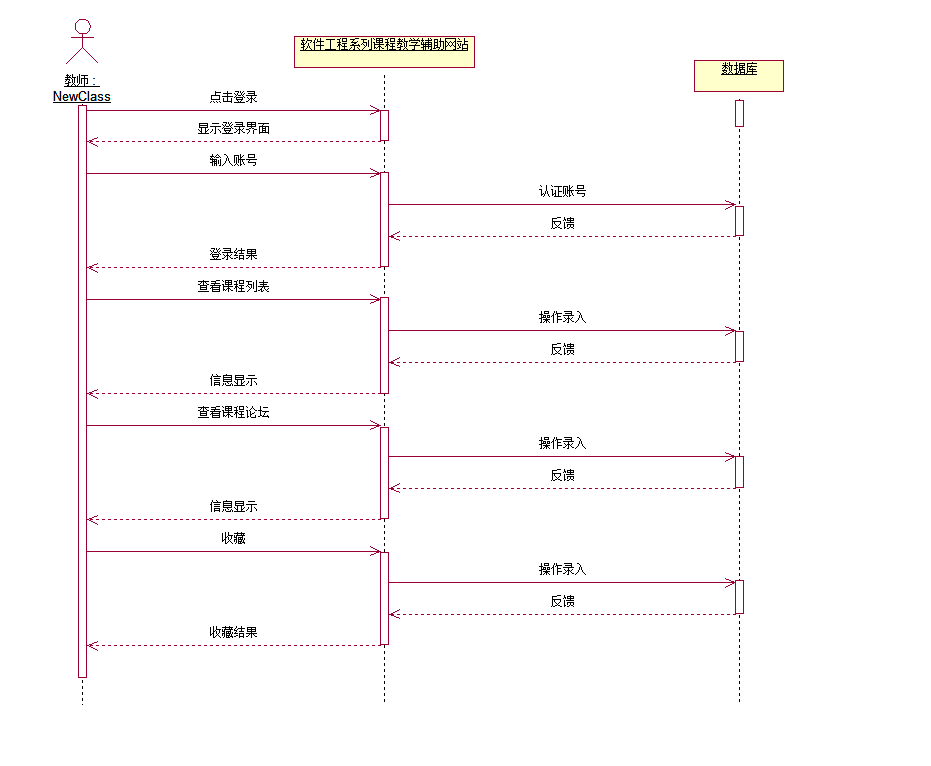 软件工程系列课程教学辅助网站
数据库
教师：
NewClass
点击登录
显示登录界面
输入账号
认证账号
反馈
登录结果
查看课程列表
操作录入
反馈
信息显示
查看课程论坛
操作录入
反馈
信息显示
收藏
操作录入
反馈
收藏结果